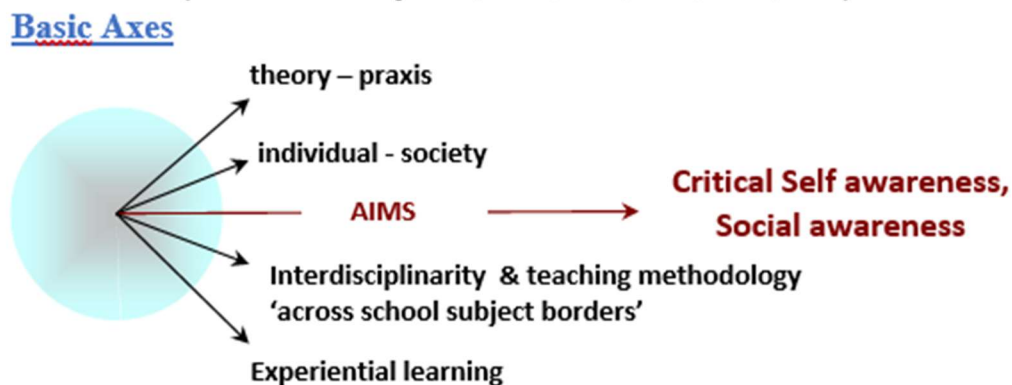 Basic Axes
theory – praxis
individual - society
AIMS
Critical Self awareness,
Social awareness
Interdisciplinarity & teaching methodology
‘across school subject borders’
Experiential learning